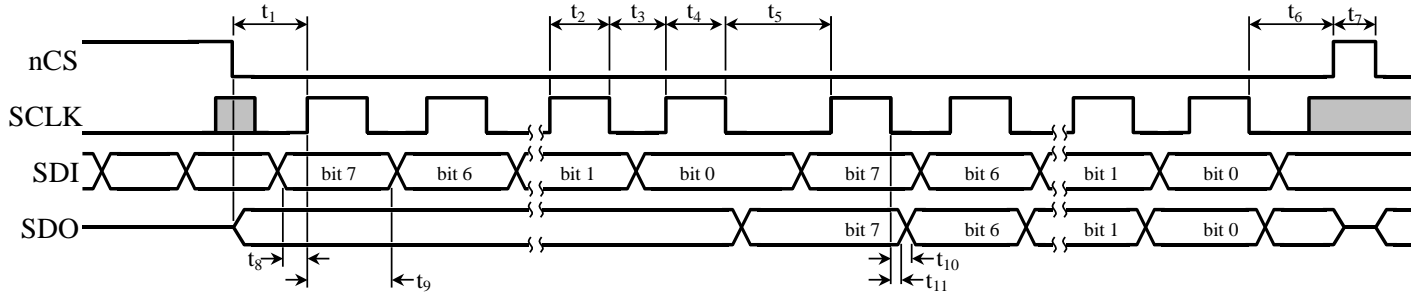 t1 t2 t3 t4 t5 t6 t7
nCS
SCLK
SDI bit 7 bit 6 bit 1 bit 0 bit 7 bit 6 bit 1 bit 0
SDO bit 7 bit 6 bit 1 bit 0
t8 t10
t9 t11